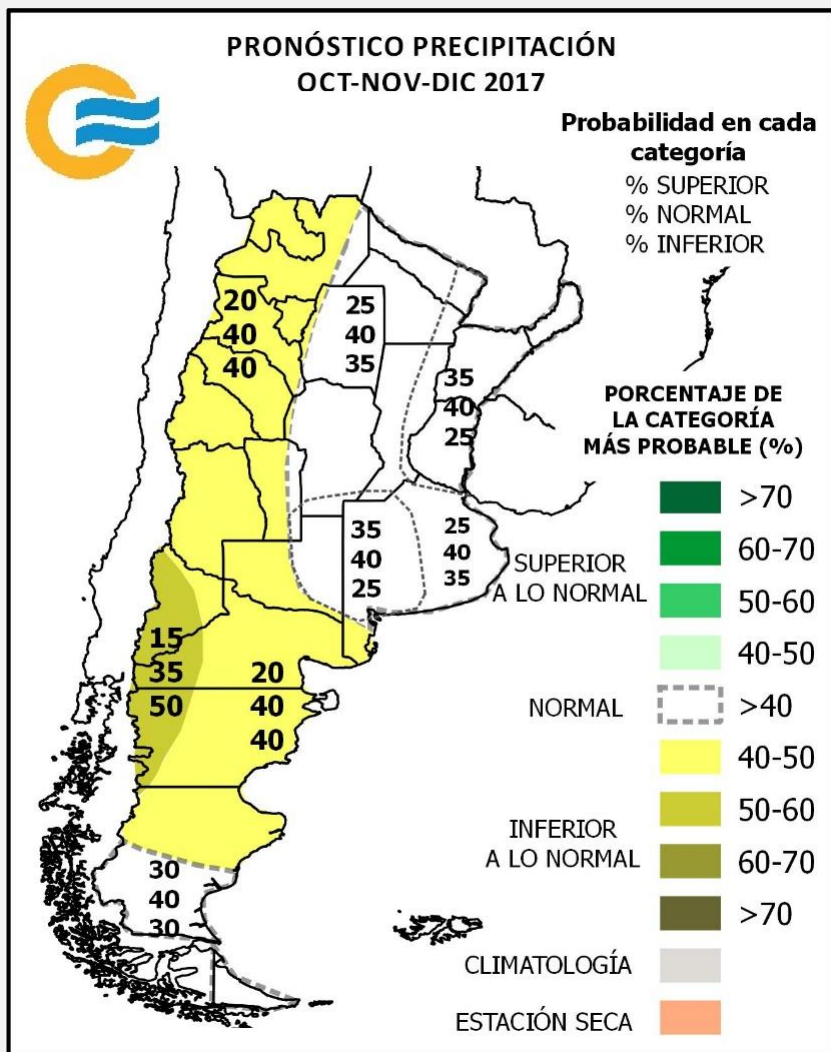 PRONÓSTICO PRECIPITACIÓN
OCT-NOV-DIC 2017
Probabilidad en cada
categoría
% SUPERIOR
% NORMAL
% INFERIOR
20
40
40
25
40
35
35
40
25
35
40
25
25
40
35
15
35
50
20
40
40
30
40
30
PORCENTAJE DE
LA CATEGORÍA
MÁS PROBABLE (%)
>70
60-70
SUPERIOR
A LO NORMAL
50-60
40-50
NORMAL
>40
40-50
50-60
INFERIOR
A LO NORMAL
60-70
>70
CLIMATOLOGÍA
ESTACIÓN SECA